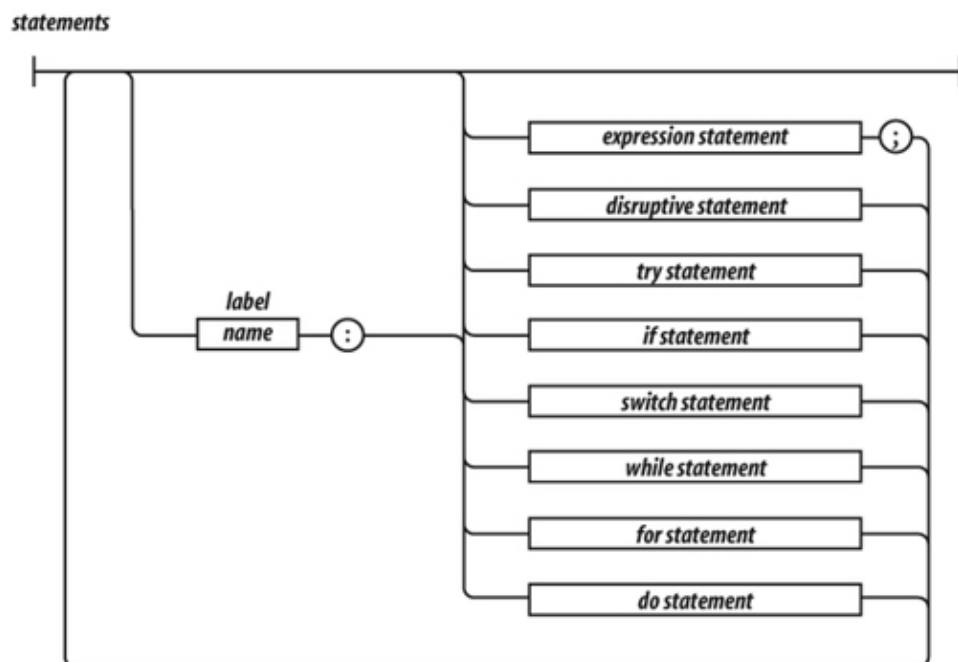 statements
expression statement ;
disruptive statement
try statement
label
name :
if statement
switch statement
while statement
for statement
do statement